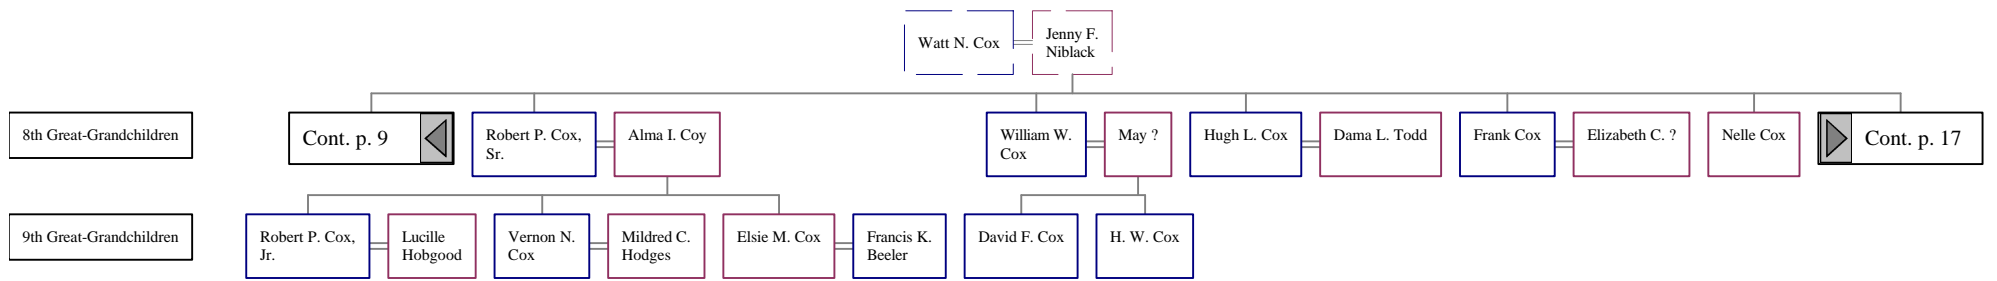 Watt N. Cox
Jenny F.
Niblack
8th Great-Grandchildren
Cont. p. 9
Robert P. Cox,
Sr.
Alma I. Coy
William W.
Cox
May ?
Hugh L. Cox
Dama L. Todd
Frank Cox
Elizabeth C. ?
Nelle Cox
Cont. p. 17
9th Great-Grandchildren
Robert P. Cox,
Jr.
Lucille
Hobgood
Vernon N.
Cox
Mildred C.
Hodges
Elsie M. Cox
Francis K.
Beeler
David F. Cox
H. W. Cox